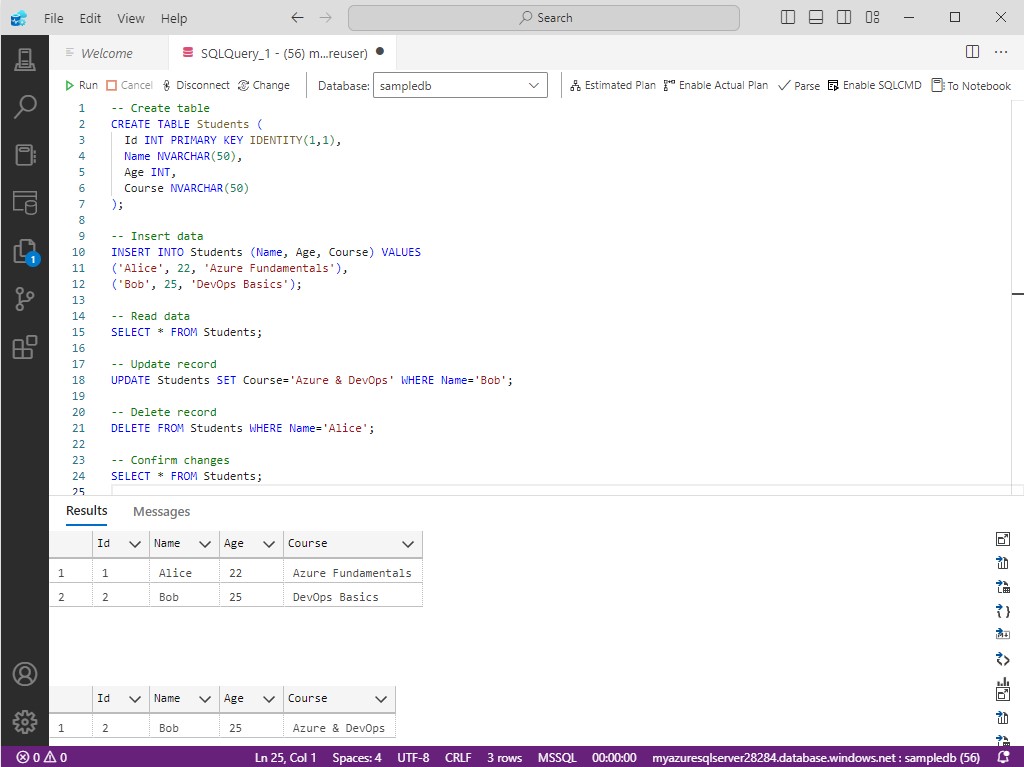 File Edit View Help Search
Welcome SQLQuery_1 - (56) m...reuser)
Run Cancel Disconnect Change Database: sampledb Estimated Plan Enable Actual Plan Parse Enable SQLCMD To Notebook
1 -- Create table
2 CREATE TABLE Students (
3 Id INT PRIMARY KEY IDENTITY(1,1),
4 Name NVARCHAR(50),
5 Age INT,
6 Course NVARCHAR(50)
7 );
8
9 -- Insert data
10 INSERT INTO Students (Name, Age, Course) VALUES
11 ('Alice', 22, 'Azure Fundamentals'),
12 ('Bob', 25, 'DevOps Basics');
13
14 -- Read data
15 SELECT * FROM Students;
16
17 -- Update record
18 UPDATE Students SET Course='Azure & DevOps' WHERE Name='Bob';
19
20 -- Delete record
21 DELETE FROM Students WHERE Name='Alice';
22
23 -- Confirm changes
24 SELECT * FROM Students;
25
1
Results Messages
Id Name Age Course
1 1 Alice 22 Azure Fundamentals
2 2 Bob 25 DevOps Basics
Id Name Age Course
1 2 Bob 25 Azure & DevOps
0 0 Ln 25, Col 1 Spaces: 4 UTF-8 CRLF 3 rows MSSQL 00:00:00 myazuresqlserver28284.database.windows.net : sampledb (56)